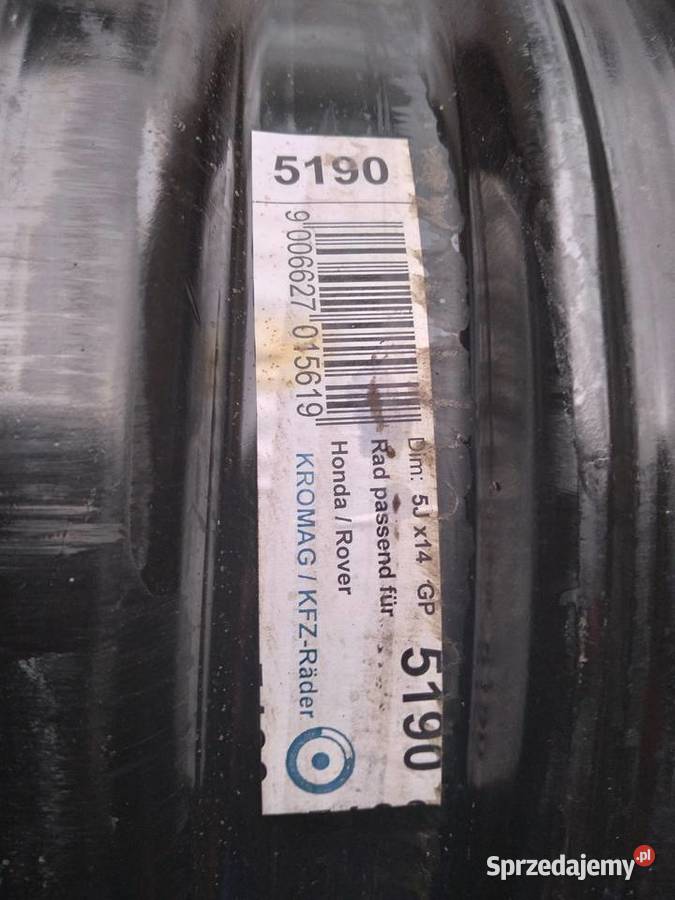 5190
9 006627 015619
Dim: 5J x14 GP 5190
Rad passend für
Honda / Rover
KROMAG / KFZ-Räder
Sprzedajemy.pl